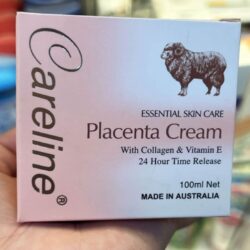 Careline®
ESSENTIAL SKIN CARE
Placenta Cream
With Collagen & Vitamin E
24 Hour Time Release
100ml Net
MADE IN AUSTRALIA